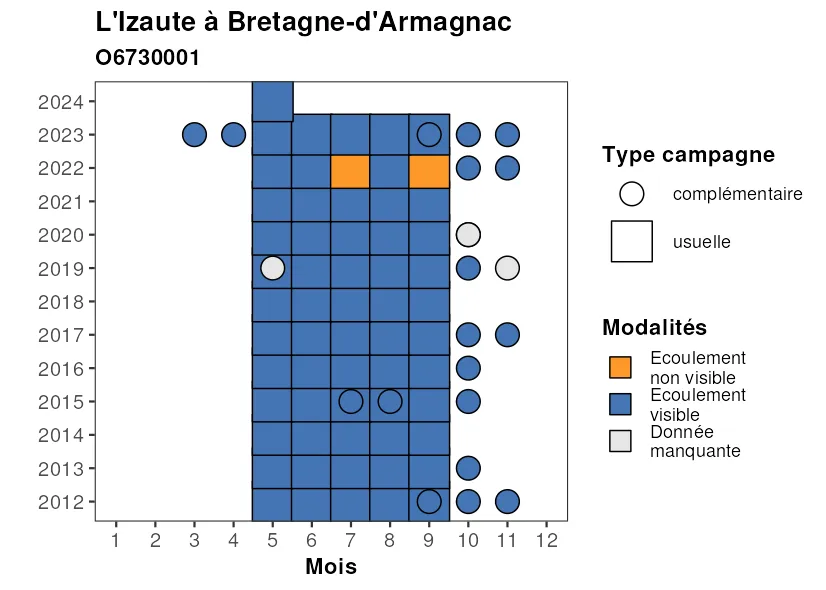 L'Izaute à Bretagne-d'Armagnac
O6730001
2024
2023
2022
2021
2020
2019
2018
2017
2016
2015
2014
2013
2012
1 2 3 4 5 6 7 8 9 10 11 12
Mois
Type campagne
complémentaire
usuelle
Modalités
Ecoulement
non visible
Ecoulement
visible
Donnée
manquante